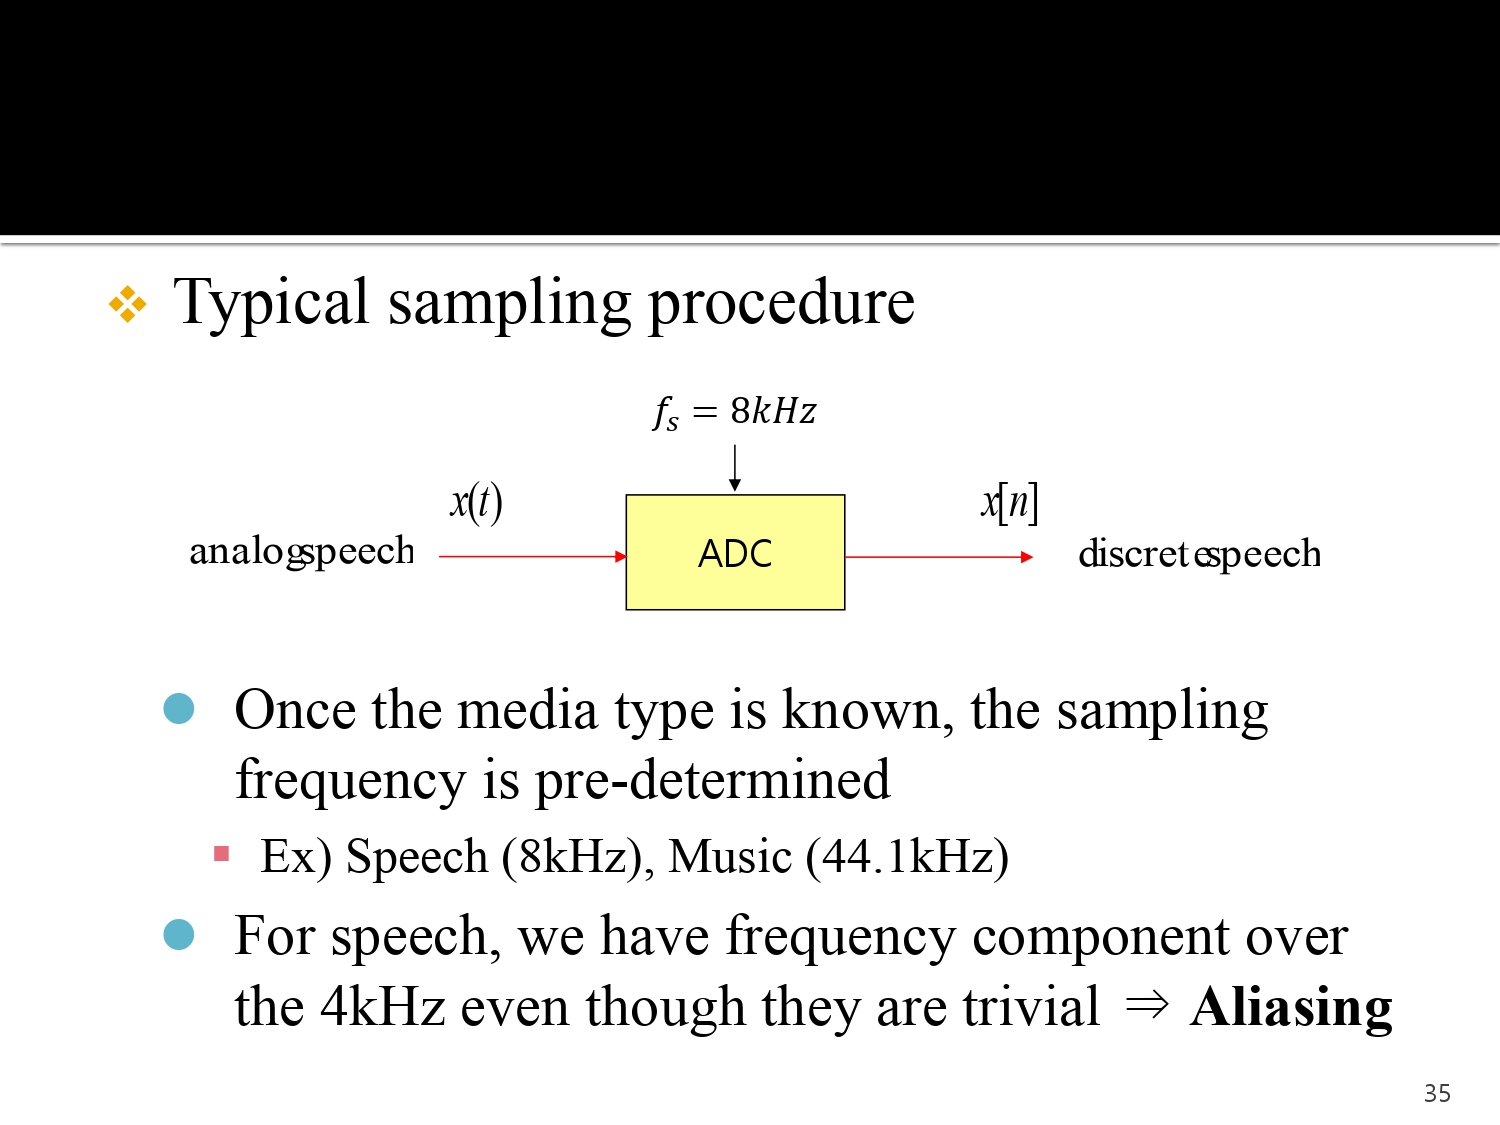 Typical sampling procedure
fₛ = 8kHz
x(t)
x[n]
analogspeech
ADC
discretespeech
Once the media type is known, the sampling
frequency is pre-determined
Ex) Speech (8kHz), Music (44.1kHz)
For speech, we have frequency component over
the 4kHz even though they are trivial ⇒ Aliasing
35